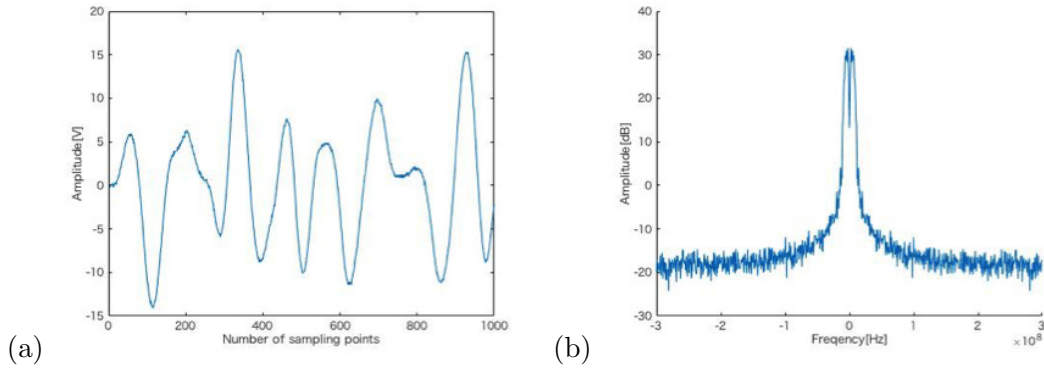 (a)
20
15
10
5
0
-5
-10
-15
Amplitude[V]
0 200 400 600 800 1000
Number of sampling points
(b)
40
30
20
10
0
-10
-20
-30
Amplitude[dB]
-3 -2 -1 0 1 2 3
Freqency[Hz] ×10⁸